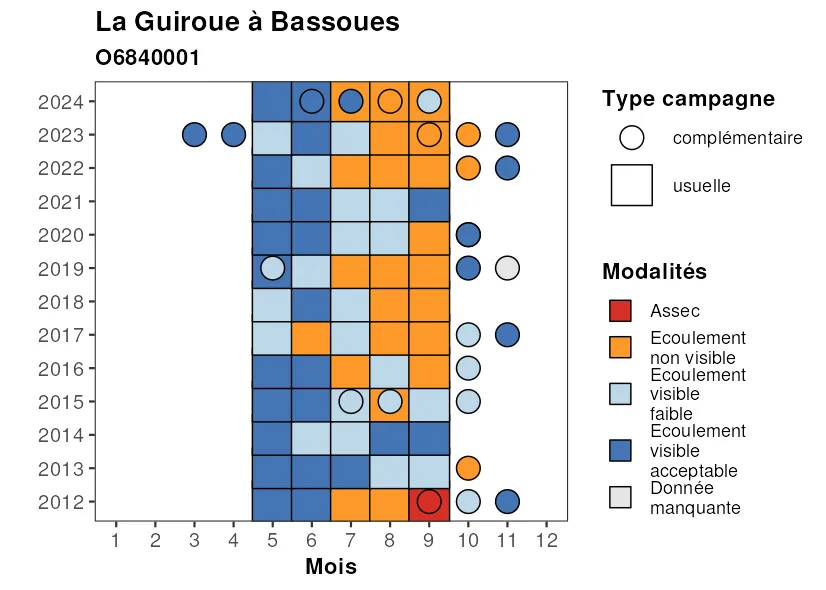 La Guiroue à Bassoues
O6840001
2024
2023
2022
2021
2020
2019
2018
2017
2016
2015
2014
2013
2012
1 2 3 4 5 6 7 8 9 10 11 12
Mois
Type campagne
complémentaire
usuelle
Modalités
Assec
Ecoulement
non visible
Ecoulement
visible
faible
Ecoulement
visible
acceptable
Donnée
manquante